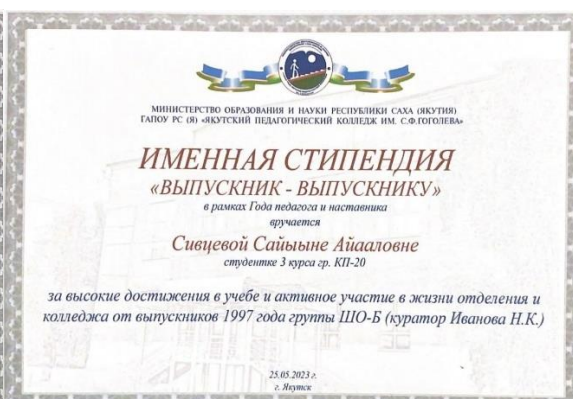 МИНИСТЕРСТВО ОБРАЗОВАНИЯ И НАУКИ РЕСПУБЛИКИ САХА (ЯКУТИЯ)
ГАПОУ РС (Я) «ЯКУТСКИЙ ПЕДАГОГИЧЕСКИЙ КОЛЛЕДЖ ИМ. С.Ф.ГОГОЛЕВА»
ИМЕННАЯ СТИПЕНДИЯ
«ВЫПУСКНИК - ВЫПУСКНИКУ»
в рамках Года педагога и наставника
вручается
Сивцевой Сайыыне Айааловне
студентке 3 курса гр. КП-20
за высокие достижения в учебе и активное участие в жизни отделения и
колледжа от выпускников 1997 года группы ШО-Б (куратор Иванова Н.К.)
25.05.2023 г.
г. Якутск